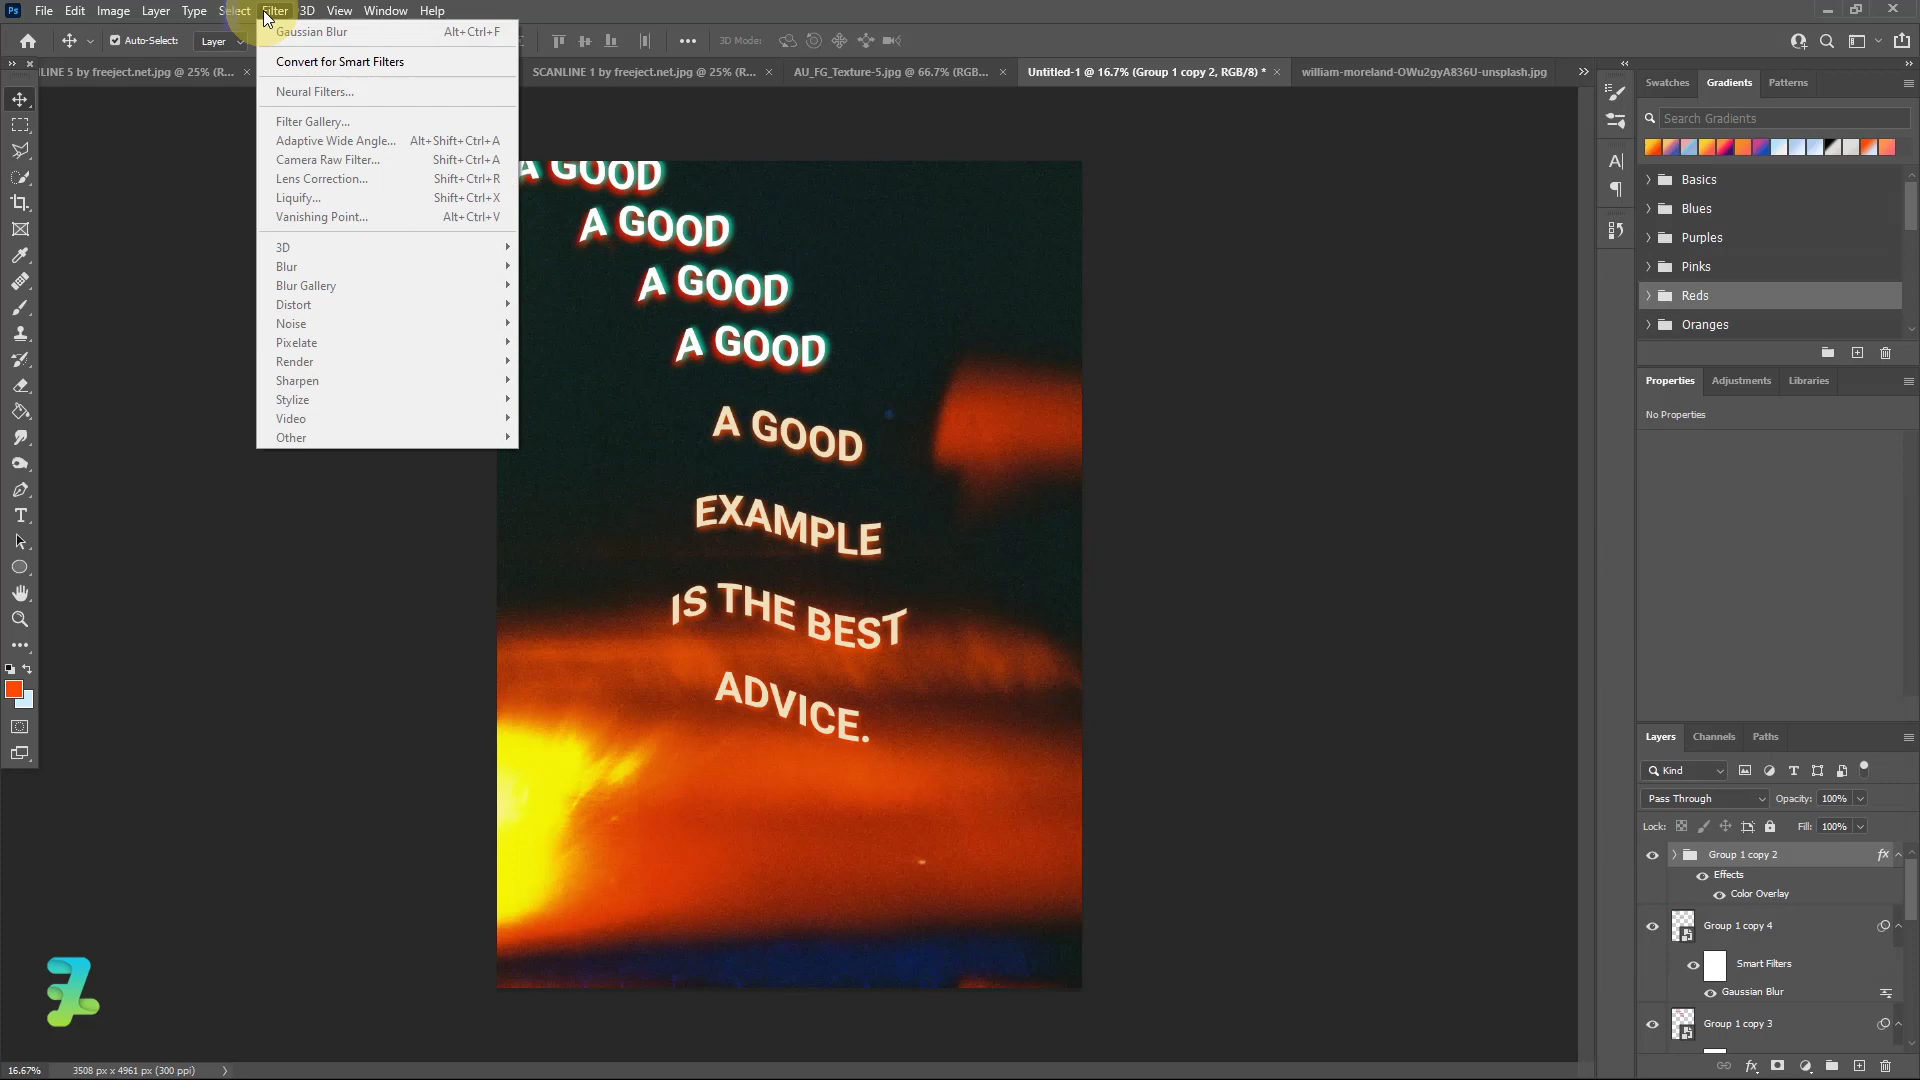 Ps File Edit Image Layer Type Select Filter 3D View Window Help
Auto-Select: Layer 3D Mode:
LINE 5 by freeject.net.jpg @ 25% (R... × SCANLINE 1 by freeject.net.jpg @ 25% (R... × AU_FG_Texture-5.jpg @ 66.7% (RGB... × Untitled-1 @ 16.7% (Group 1 copy 2, RGB/8) * × william-moreland-OWu2gyA836U-unsplash.jpg
Gaussian Blur Alt+Ctrl+F
Convert for Smart Filters
Neural Filters...
Filter Gallery...
Adaptive Wide Angle... Alt+Shift+Ctrl+A
Camera Raw Filter... Shift+Ctrl+A
Lens Correction... Shift+Ctrl+R
Liquify... Shift+Ctrl+X
Vanishing Point... Alt+Ctrl+V
3D
Blur
Blur Gallery
Distort
Noise
Pixelate
Render
Sharpen
Stylize
Video
Other
A GOOD
A GOOD
A GOOD
A GOOD
A GOOD
EXAMPLE
IS THE BEST
ADVICE.
Swatches Gradients Patterns
Search Gradients
Basics
Blues
Purples
Pinks
Reds
Oranges
Properties Adjustments Libraries
No Properties
Layers Channels Paths
Kind
Pass Through Opacity: 100%
Lock: Fill: 100%
Group 1 copy 2 fx
Effects
Color Overlay
Group 1 copy 4
Smart Filters
Gaussian Blur
Group 1 copy 3
fx
16.67% 3508 px x 4961 px (300 ppi)